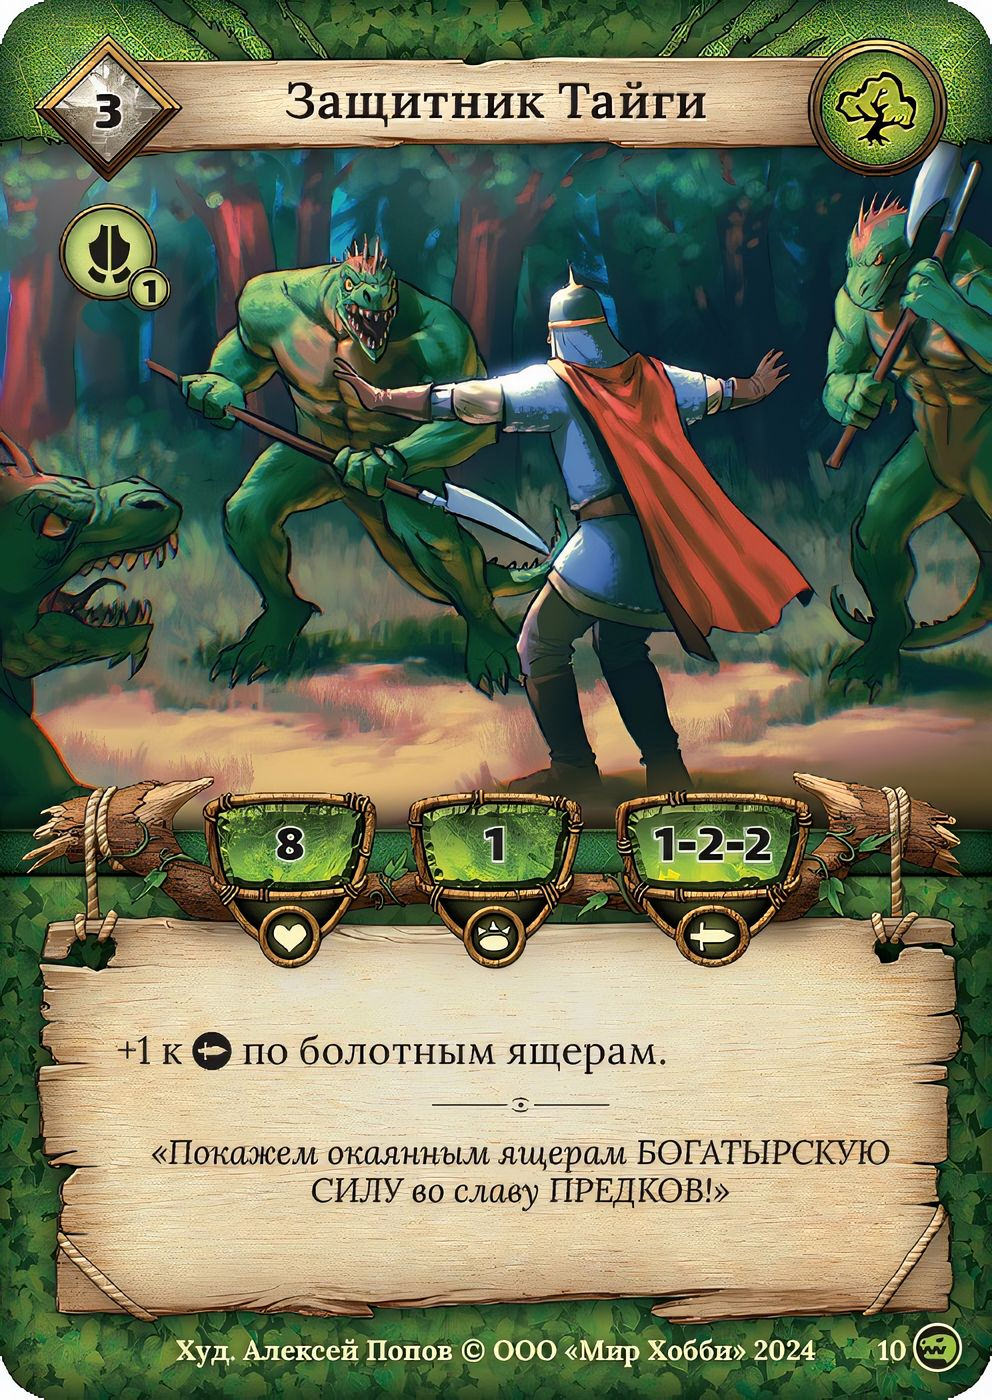 3
Защитник Тайги
1
8
1
1-2-2
+1 к по болотным ящерам.
«Покажем окаянным ящерам БОГАТЫРСКУЮ
СИЛУ во славу ПРЕДКОВ!»
Худ. Алексей Попов © ООО «Мир Хобби» 2024
10